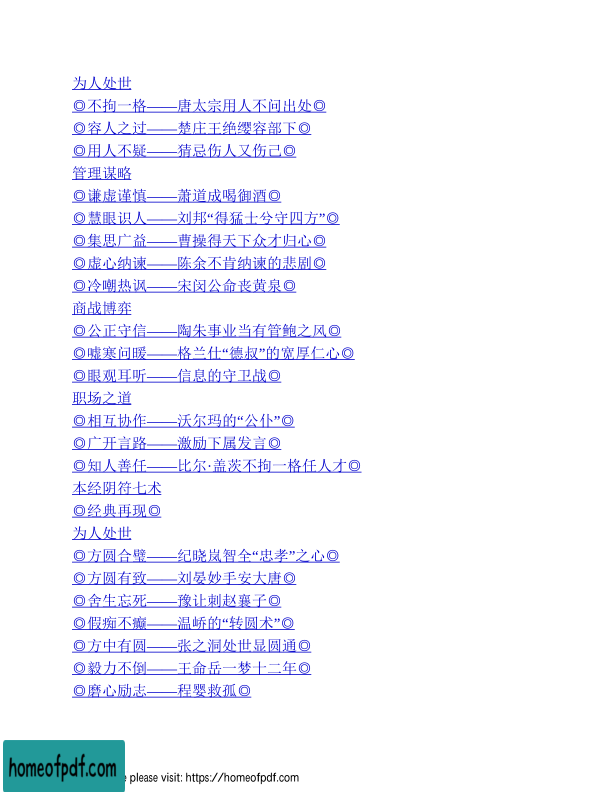 为人处世
◎不拘一格——唐太宗用人不问出处◎
◎容人之过——楚庄王绝缨容部下◎
◎用人不疑——猜忌伤人又伤己◎
管理谋略
◎谦虚谨慎——萧道成喝御酒◎
◎慧眼识人——刘邦“得猛士兮守四方”◎
◎集思广益——曹操得天下众才归心◎
◎虚心纳谏——陈余不肯纳谏的悲剧◎
◎冷嘲热讽——宋闵公命丧黄泉◎
商战博弈
◎公正守信——陶朱事业当有管鲍之风◎
◎嘘寒问暖——格兰仕“德叔”的宽厚仁心◎
◎眼观耳听——信息的守卫战◎
职场之道
◎相互协作——沃尔玛的“公仆”◎
◎广开言路——激励下属发言◎
◎知人善任——比尔·盖茨不拘一格任人才◎
本经阴符七术
◎经典再现◎
为人处世
◎方圆合璧——纪晓岚智全“忠孝”之心◎
◎方圆有致——刘晏妙手安大唐◎
◎舍生忘死——豫让刺赵襄子◎
◎假痴不癫——温峤的“转圆术”◎
◎方中有圆——张之洞处世显圆通◎
◎毅力不倒——王命岳一梦十二年◎
◎磨心励志——程婴救孤◎
homeofpdf.com
e please visit: https://homeofpdf.com